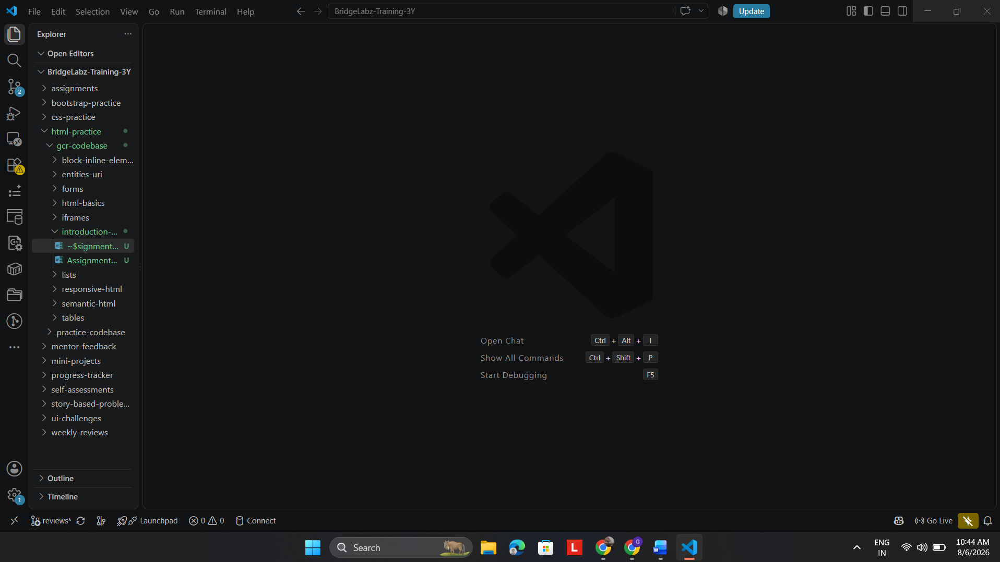 File Edit Selection View Go Run Terminal Help
BridgeLabz-Training-3Y
Update
Explorer
Open Editors
BridgeLabz-Training-3Y
assignments
bootstrap-practice
css-practice
html-practice
gcr-codebase
block-inline-elem...
entities-uri
forms
html-basics
iframes
introduction-...
~$signment... U
Assignment... U
lists
responsive-html
semantic-html
tables
practice-codebase
mentor-feedback
mini-projects
progress-tracker
self-assessments
story-based-proble...
ui-challenges
weekly-reviews
Outline
Timeline
2
1
Open Chat Ctrl + Alt + I
Show All Commands Ctrl + Shift + P
Start Debugging F5
reviews* Launchpad 0 0 Connect
Go Live
Search
L
G
W
ENG
IN
10:44 AM
8/6/2026